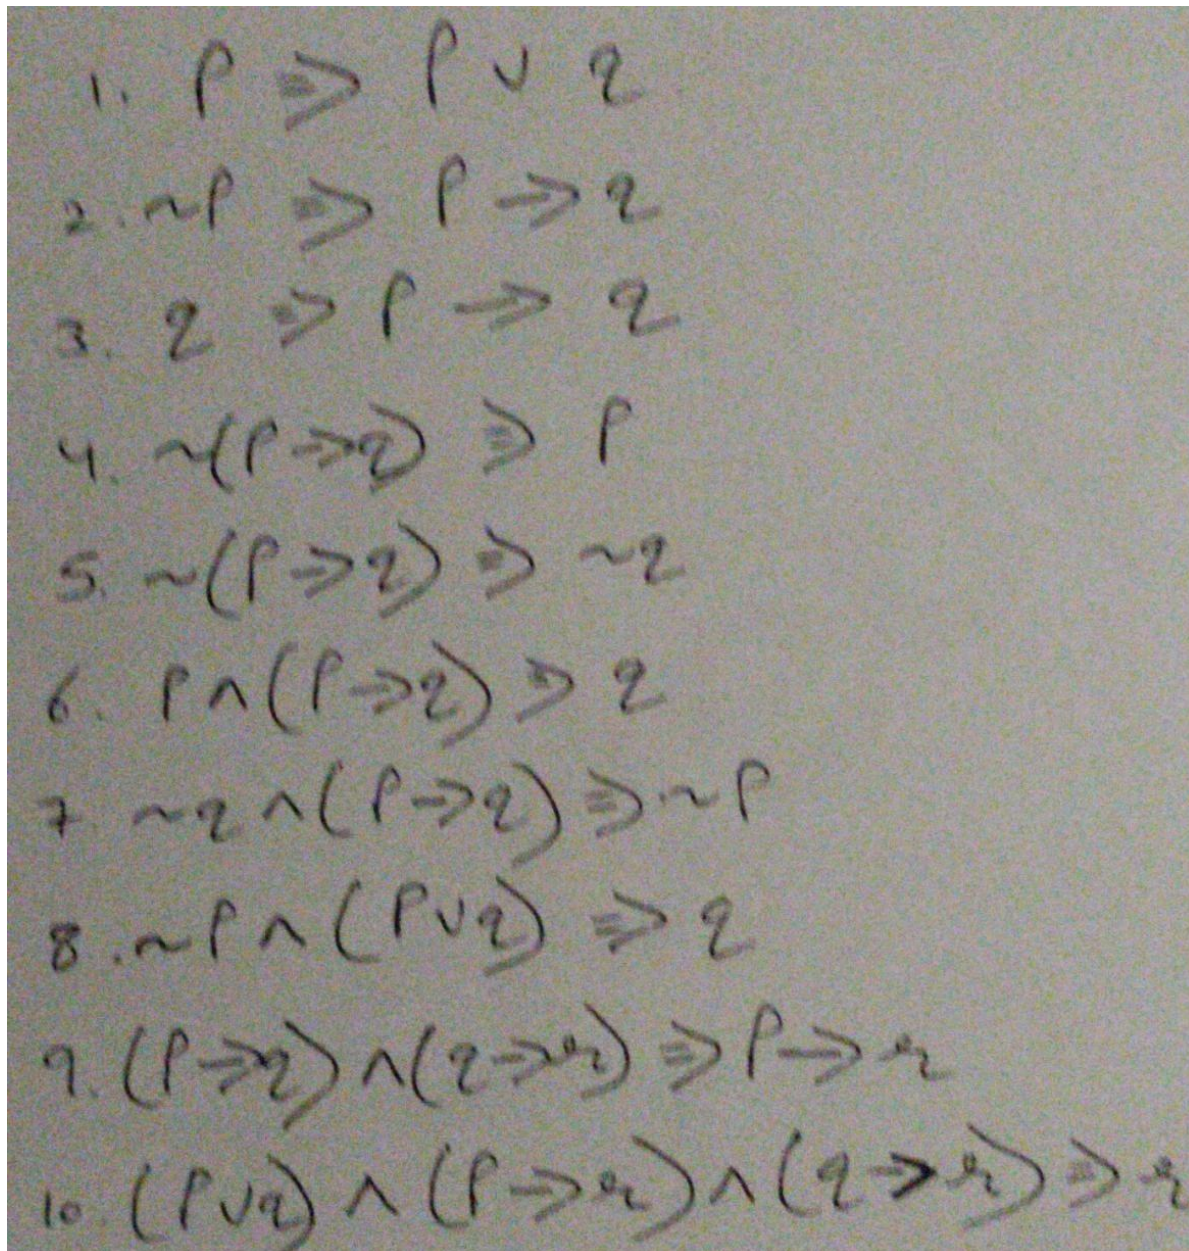 1. P ⇒ P ∨ q
2. ~P ⇒ P → q
3. q ⇒ P → q
4. ~(P → q) ⇒ P
5. ~(P → q) ⇒ ~q
6. P ∧ (P → q) ⇒ q
7. ~q ∧ (P → q) ⇒ ~P
8. ~P ∧ (P ∨ q) ⇒ q
9. (P → q) ∧ (q → r) ⇒ P → r
10. (P ∨ q) ∧ (P → r) ∧ (q → r) ⇒ r